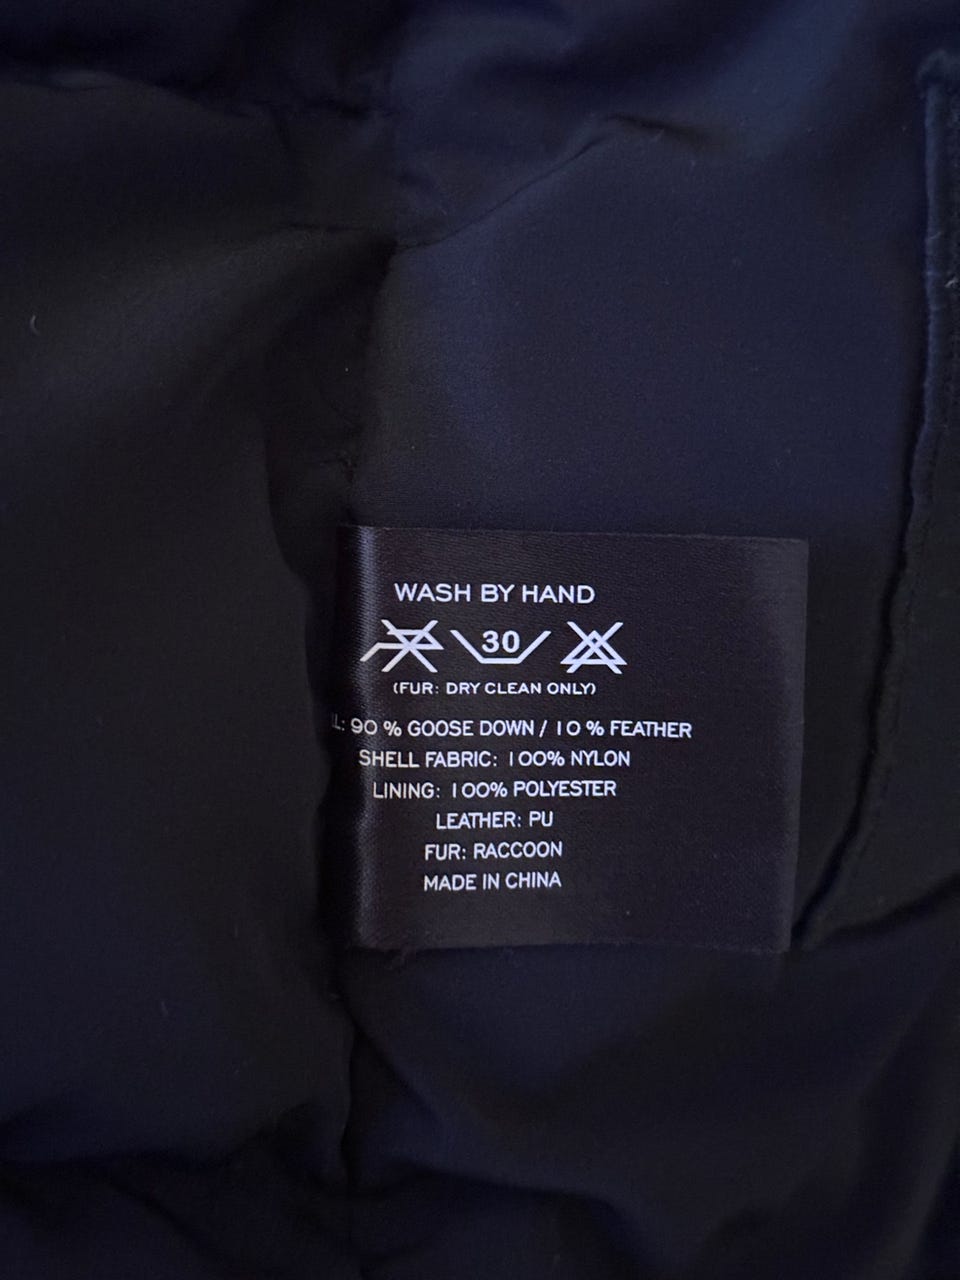 WASH BY HAND
30
(FUR: DRY CLEAN ONLY)
90 % GOOSE DOWN / 10 % FEATHER
SHELL FABRIC: 100% NYLON
LINING: 100% POLYESTER
LEATHER: PU
FUR: RACCOON
MADE IN CHINA